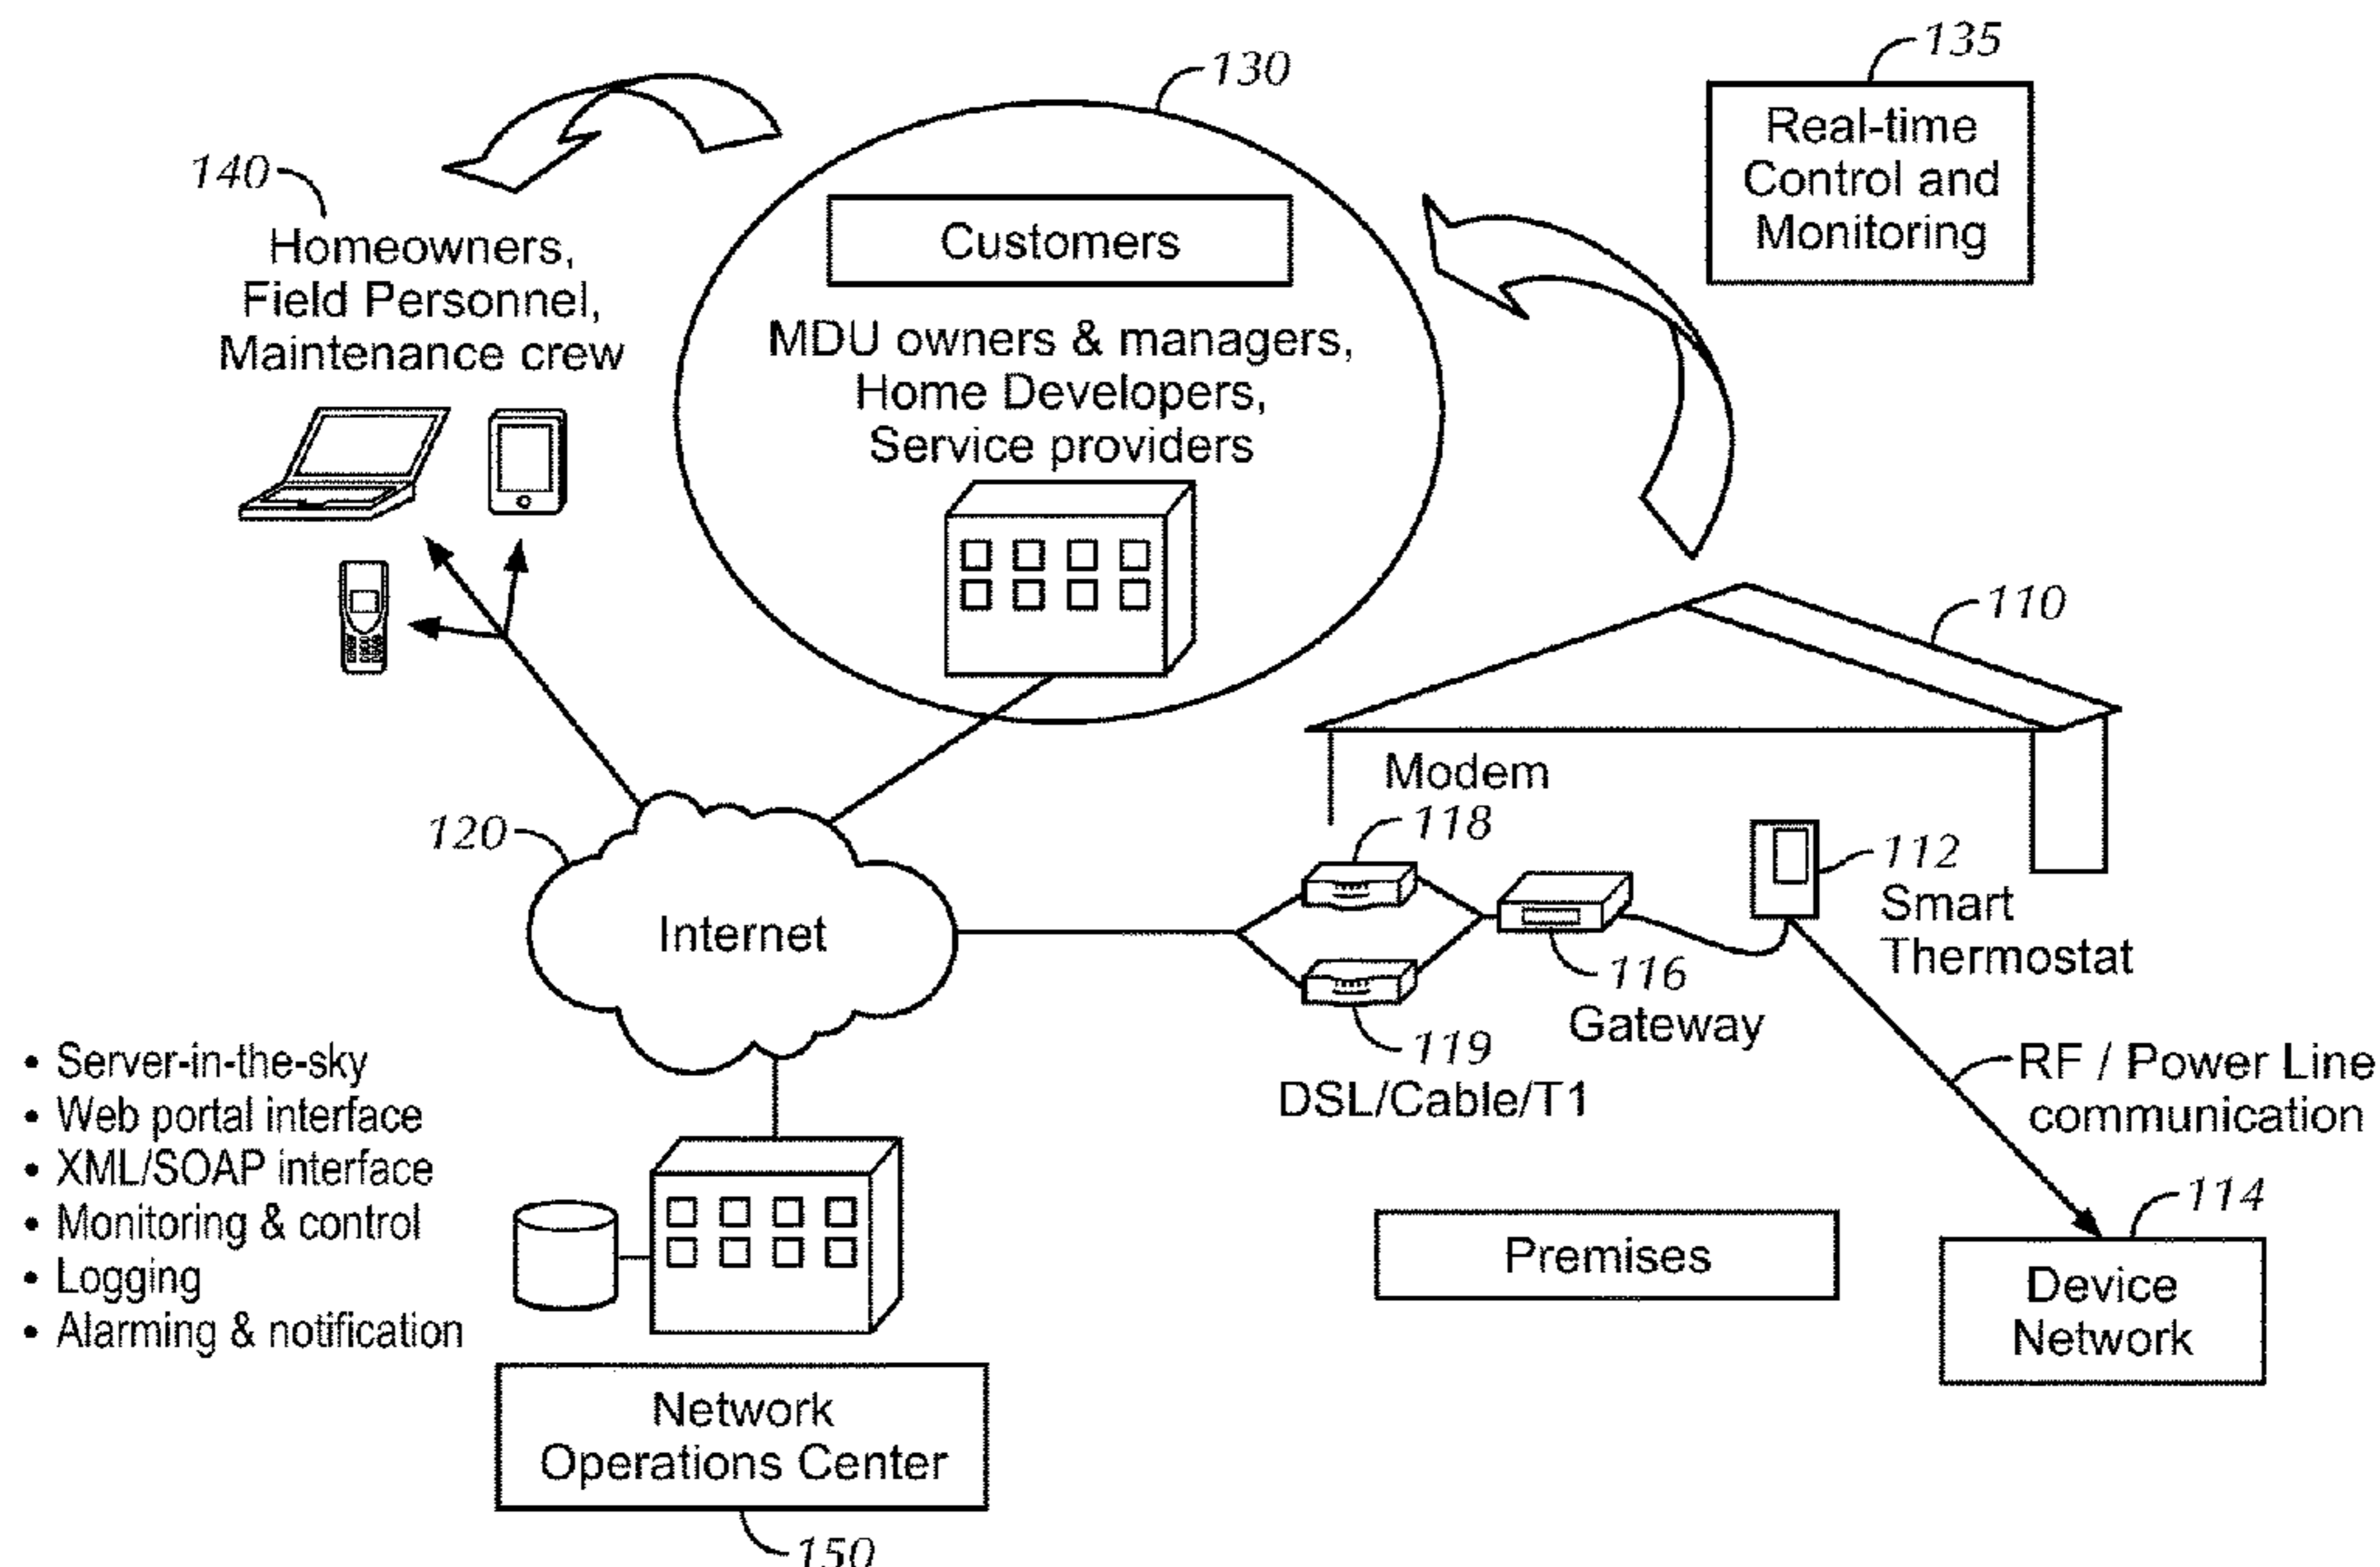 135
130
Real-time
Control and
Monitoring
140
Homeowners,
Field Personnel,
Maintenance crew
Customers
MDU owners & managers,
Home Developers,
Service providers
110
Modem
118
112
Smart
Thermostat
120
Internet
116
Gateway
119
DSL/Cable/T1
RF / Power Line
communication
• Server-in-the-sky
• Web portal interface
• XML/SOAP interface
• Monitoring & control
• Logging
• Alarming & notification
114
Premises
Device
Network
Network
Operations Center
150